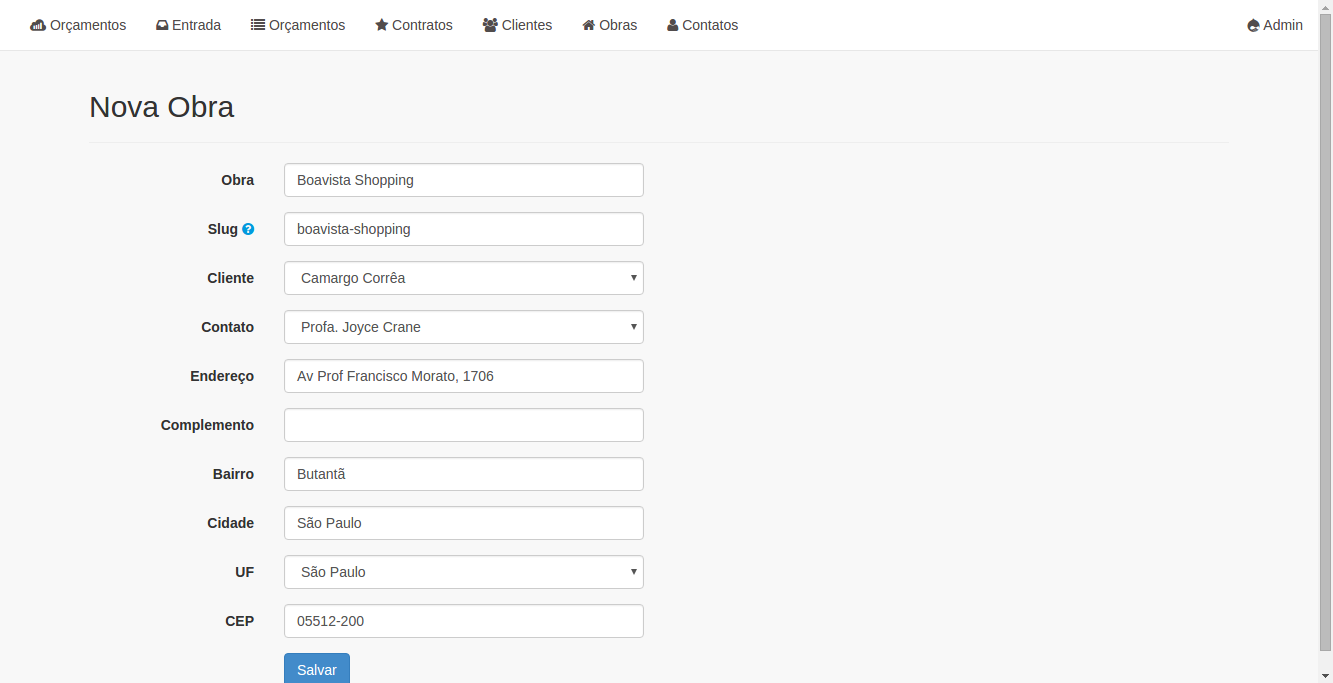 Orçamentos Entrada Orçamentos Contratos Clientes Obras Contatos Admin
Nova Obra
Obra Boavista Shopping
Slug ? boavista-shopping
Cliente Camargo Corrêa
Contato Profa. Joyce Crane
Endereço Av Prof Francisco Morato, 1706
Complemento
Bairro Butantã
Cidade São Paulo
UF São Paulo
CEP 05512-200
Salvar